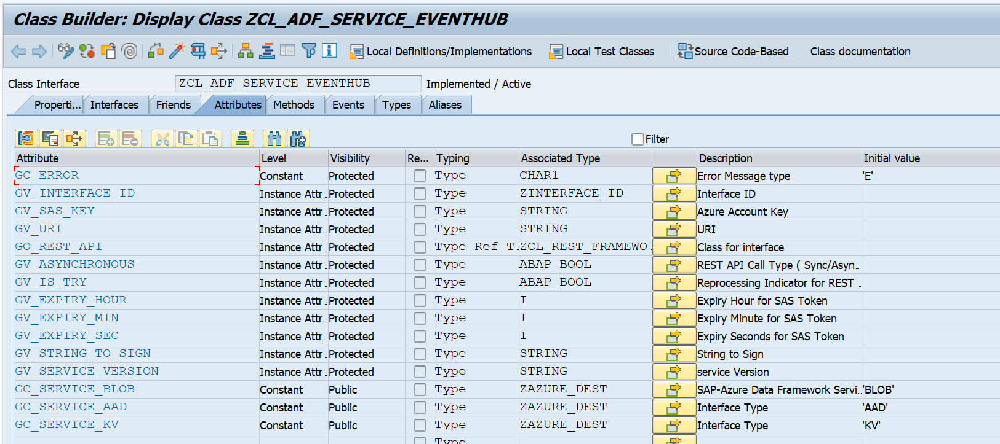 Class Builder: Display Class ZCL_ADF_SERVICE_EVENTHUB
Local Definitions/Implementations Local Test Classes Source Code-Based Class documentation
Class Interface ZCL_ADF_SERVICE_EVENTHUB Implemented / Active
Properti... Interfaces Friends Attributes Methods Events Types Aliases
Filter
Attribute Level Visibility Re... Typing Associated Type Description Initial value
GC_ERROR Constant Protected Type CHAR1 Error Message type 'E'
GV_INTERFACE_ID Instance Attr... Protected Type ZINTERFACE_ID Interface ID
GV_SAS_KEY Instance Attr... Protected Type STRING Azure Account Key
GV_URI Instance Attr... Protected Type STRING URI
GO_REST_API Instance Attr... Protected Type Ref T... ZCL_REST_FRAMEWO... Class for interface
GV_ASYNCHRONOUS Instance Attr... Protected Type ABAP_BOOL REST API Call Type ( Sync/Asyn...
GV_IS_TRY Instance Attr... Protected Type ABAP_BOOL Reprocessing Indicator for REST ...
GV_EXPIRY_HOUR Instance Attr... Protected Type I Expiry Hour for SAS Token
GV_EXPIRY_MIN Instance Attr... Protected Type I Expiry Minute for SAS Token
GV_EXPIRY_SEC Instance Attr... Protected Type I Expiry Seconds for SAS Token
GV_STRING_TO_SIGN Instance Attr... Protected Type STRING String to Sign
GV_SERVICE_VERSION Instance Attr... Protected Type STRING service Version
GC_SERVICE_BLOB Constant Public Type ZAZURE_DEST SAP-Azure Data Framework Servi... 'BLOB'
GC_SERVICE_AAD Constant Public Type ZAZURE_DEST Interface Type 'AAD'
GC_SERVICE_KV Constant Public Type ZAZURE_DEST Interface Type 'KV'
Type